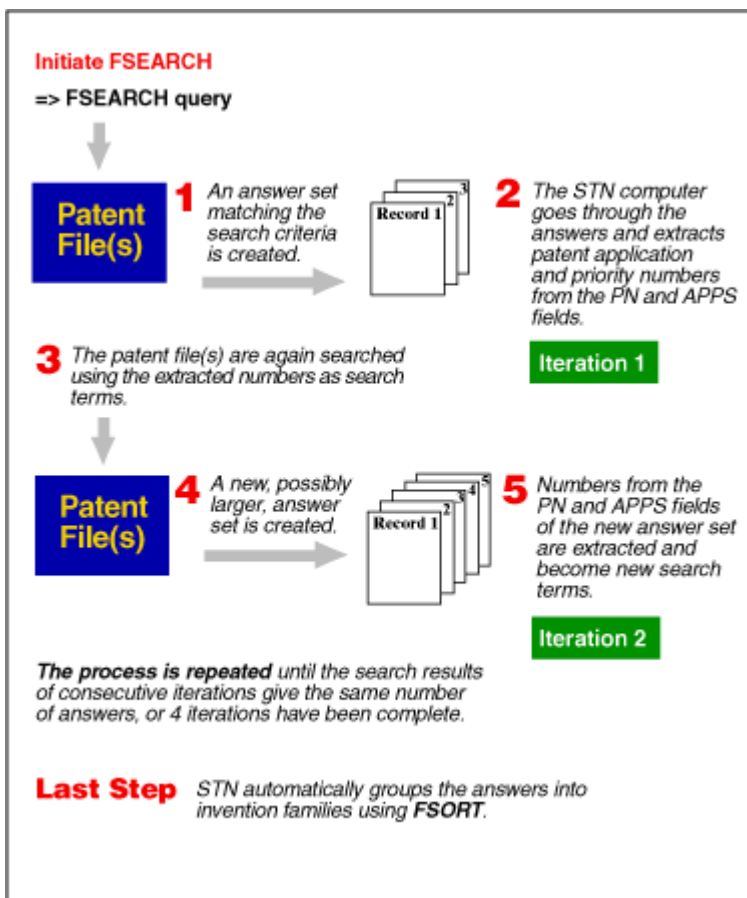 Initiate FSEARCH
=> FSEARCH query
Patent
File(s)
1
An answer set
matching the
search criteria
is created.
Record 1
2
3
2
The STN computer
goes through the
answers and extracts
patent application
and priority numbers
from the PN and APPS
fields.
Iteration 1
3
The patent file(s) are again searched
using the extracted numbers as search
terms.
Patent
File(s)
4
A new, possibly
larger, answer
set is created.
Record 1
2
3
4
5
5
Numbers from the
PN and APPS fields
of the new answer set
are extracted and
become new search
terms.
Iteration 2
The process is repeated until the search results
of consecutive iterations give the same number
of answers, or 4 iterations have been complete.
Last Step
STN automatically groups the answers into
invention families using FSORT.